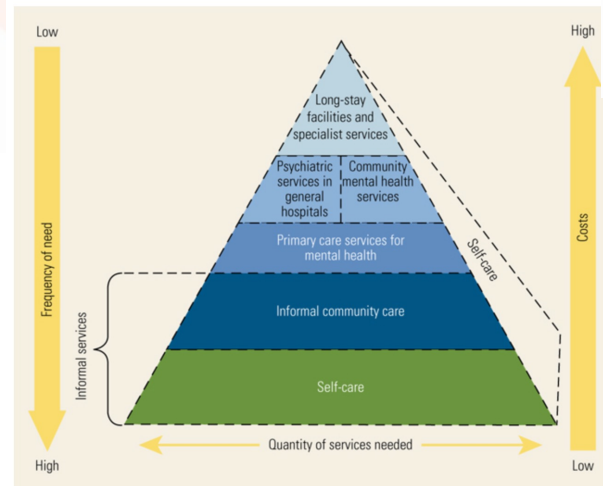 Low
High
Long-stay
facilities and
specialist services
Psychiatric
services in
general
hospitals
Community
mental health
services
Primary care services for
mental health
Self-care
Frequency of need
Costs
Informal services
Informal community care
Self-care
Quantity of services needed
High
Low